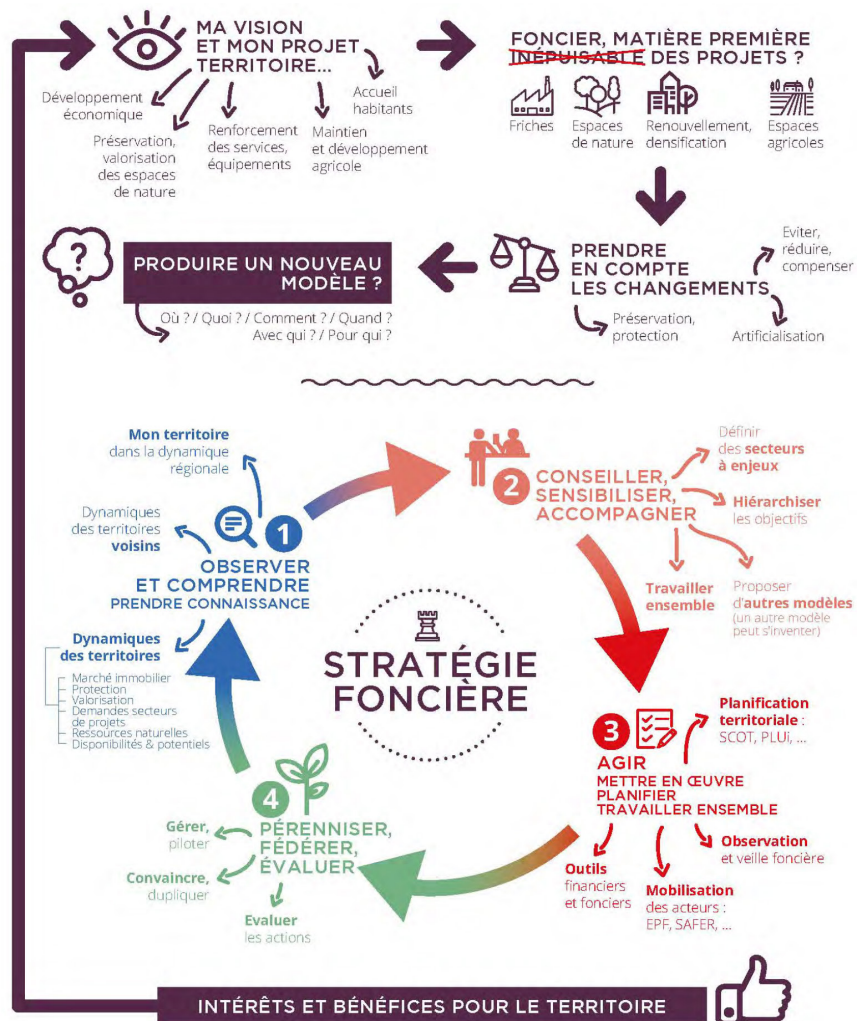 MA VISION
ET MON PROJET
TERRITOIRE...
Développement
économique
Préservation,
valorisation
des espaces
de nature
Renforcement
des services,
équipements
Maintien
et développement
agricole
Accueil
habitants
FONCIER, MATIÈRE PREMIÈRE
INÉPUISABLE DES PROJETS ?
Friches
Espaces
de nature
Renouvellement,
densification
Espaces
agricoles
PRENDRE
EN COMPTE
LES CHANGEMENTS
Eviter,
réduire,
compenser
Préservation,
protection
Artificialisation
?
PRODUIRE UN NOUVEAU
MODÈLE ?
Où ? / Quoi ? / Comment ? / Quand ?
Avec qui ? / Pour qui ?
STRATÉGIE
FONCIÈRE
1
OBSERVER
ET COMPRENDRE
PRENDRE CONNAISSANCE
Mon territoire
dans la dynamique
régionale
Dynamiques
des territoires
voisins
Dynamiques
des territoires
Marché immobilier
Protection
Valorisation
Demandes secteurs
de projets
Ressources naturelles
Disponibilités & potentiels
2
CONSEILLER,
SENSIBILISER,
ACCOMPAGNER
Définir
des secteurs
à enjeux
Hiérarchiser
les objectifs
Travailler
ensemble
Proposer
d'autres modèles
(un autre modèle
peut s'inventer)
3
AGIR
METTRE EN ŒUVRE
PLANIFIER
TRAVAILLER ENSEMBLE
Planification
territoriale :
SCOT, PLUi, ...
Observation
et veille foncière
Outils
financiers
et fonciers
Mobilisation
des acteurs :
EPF, SAFER, ...
4
PÉRENNISER,
FÉDÉRER,
ÉVALUER
Gérer,
piloter
Convaincre,
dupliquer
Evaluer
les actions
INTÉRÊTS ET BÉNÉFICES POUR LE TERRITOIRE